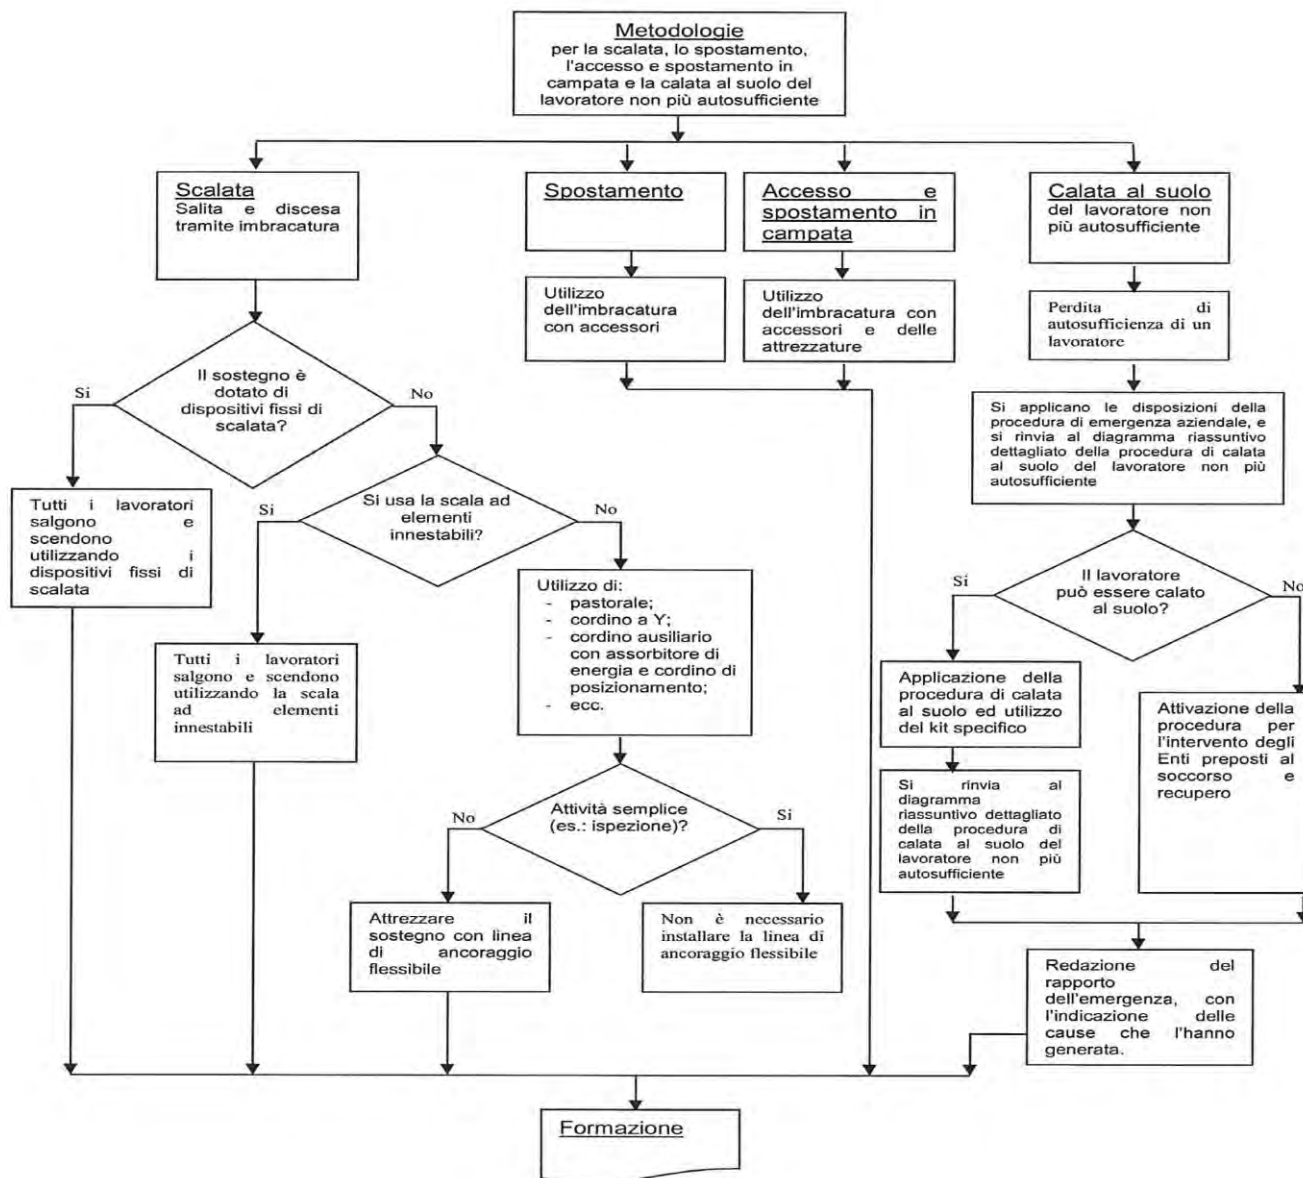 Metodologie
per la scalata, lo spostamento,
l'accesso e spostamento in
campata e la calata al suolo del
lavoratore non più autosufficiente
Scalata
Salita e discesa
tramite imbracatura
Spostamento
Accesso e
spostamento in
campata
Calata al suolo
del lavoratore non
più autosufficiente
Utilizzo
dell'imbracatura
con accessori
Utilizzo
dell'imbracatura con
accessori e delle
attrezzature
Perdita di
autosufficienza di un
lavoratore
Il sostegno è
dotato di
dispositivi fissi di
scalata?
Si
No
Si applicano le disposizioni della
procedura di emergenza aziendale, e
si rinvia al diagramma riassuntivo
dettagliato della procedura di calata
al suolo del lavoratore non più
autosufficiente
Tutti i lavoratori
salgono e
scendono
utilizzando i
dispositivi fissi di
scalata
Si usa la scala ad
elementi
innestabili?
Si
No
Il lavoratore
può essere calato
al suolo?
Si
No
Utilizzo di:
- pastorale;
- cordino a Y;
- cordino ausiliario
con assorbitore di
energia e cordino di
posizionamento;
- ecc.
Tutti i lavoratori
salgono e scendono
utilizzando la scala
ad elementi
innestabili
Applicazione della
procedura di calata
al suolo ed utilizzo
del kit specifico
Attivazione della
procedura per
l'intervento degli
Enti preposti al
soccorso e
recupero
Si rinvia al
diagramma
riassuntivo dettagliato
della procedura di
calata al suolo del
lavoratore non più
autosufficiente
Attività semplice
(es.: ispezione)?
No
Si
Attrezzare il
sostegno con linea
di ancoraggio
flessibile
Non è necessario
installare la linea di
ancoraggio flessibile
Redazione del
rapporto
dell'emergenza, con
l'indicazione delle
cause che l'hanno
generata.
Formazione